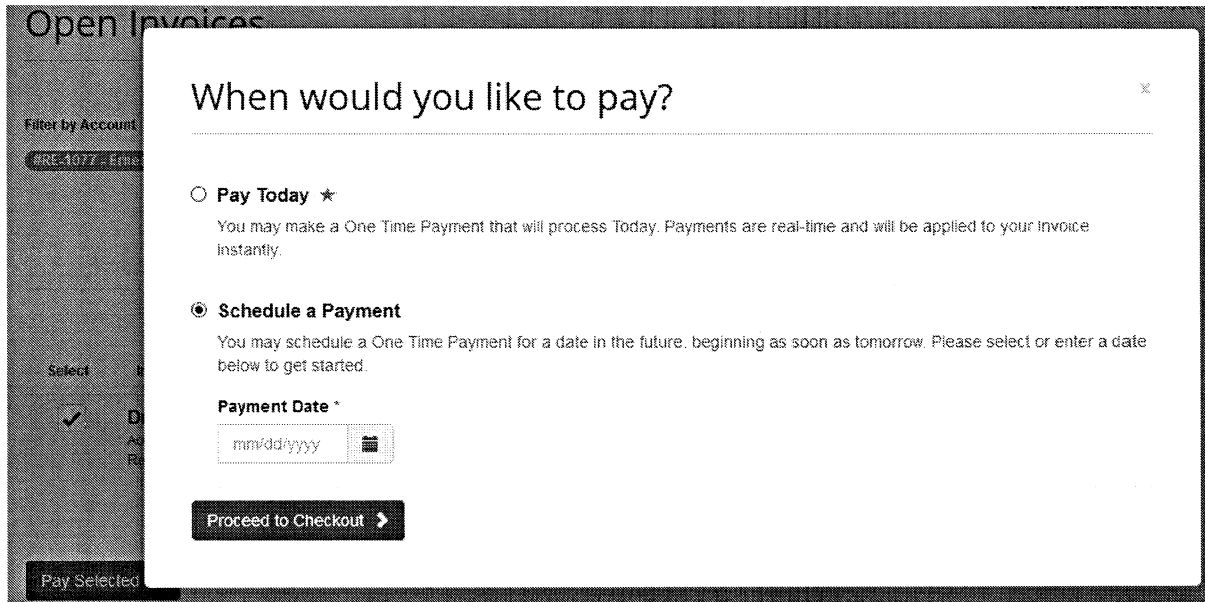 Open Invoices
When would you like to pay?
x
Filter by Account
#RE-1077 - Erne
Pay Today ★
You may make a One Time Payment that will process Today. Payments are real-time and will be applied to your Invoice
instantly.
Schedule a Payment
You may schedule a One Time Payment for a date in the future, beginning as soon as tomorrow. Please select or enter a date
below to get started.
Select
Payment Date *
mm/dd/yyyy
Proceed to Checkout
Pay Selected